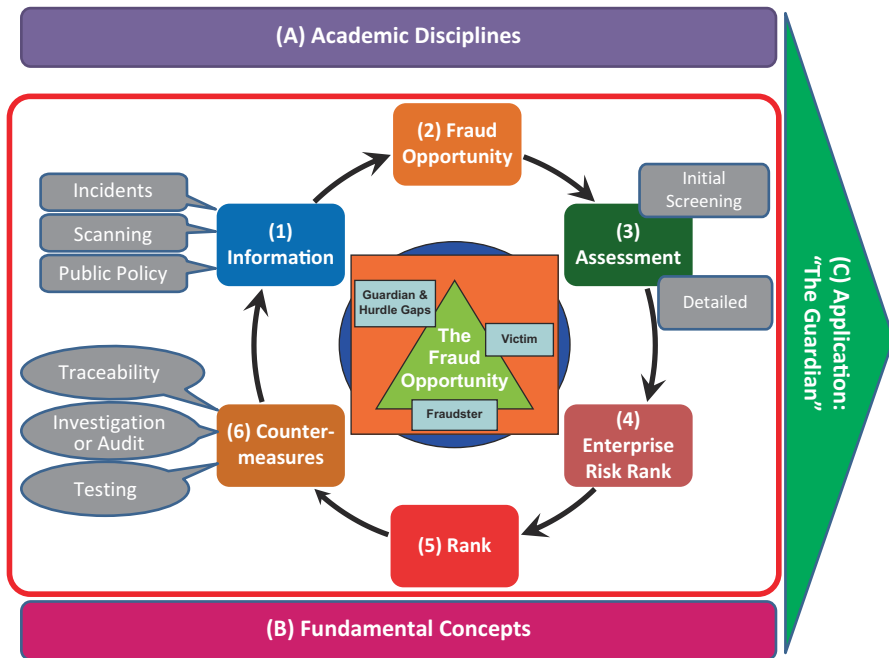 (A) Academic Disciplines
(2) Fraud
Opportunity
Incidents
Scanning
Public Policy
(1)
Information
Initial
Screening
(3)
Assessment
Detailed
Guardian &
Hurdle Gaps
Victim
The
Fraud
Opportunity
Fraudster
Traceability
Investigation
or Audit
Testing
(6) Counter-
measures
(4)
Enterprise
Risk Rank
(5) Rank
(C) Application:
“The Guardian”
(B) Fundamental Concepts